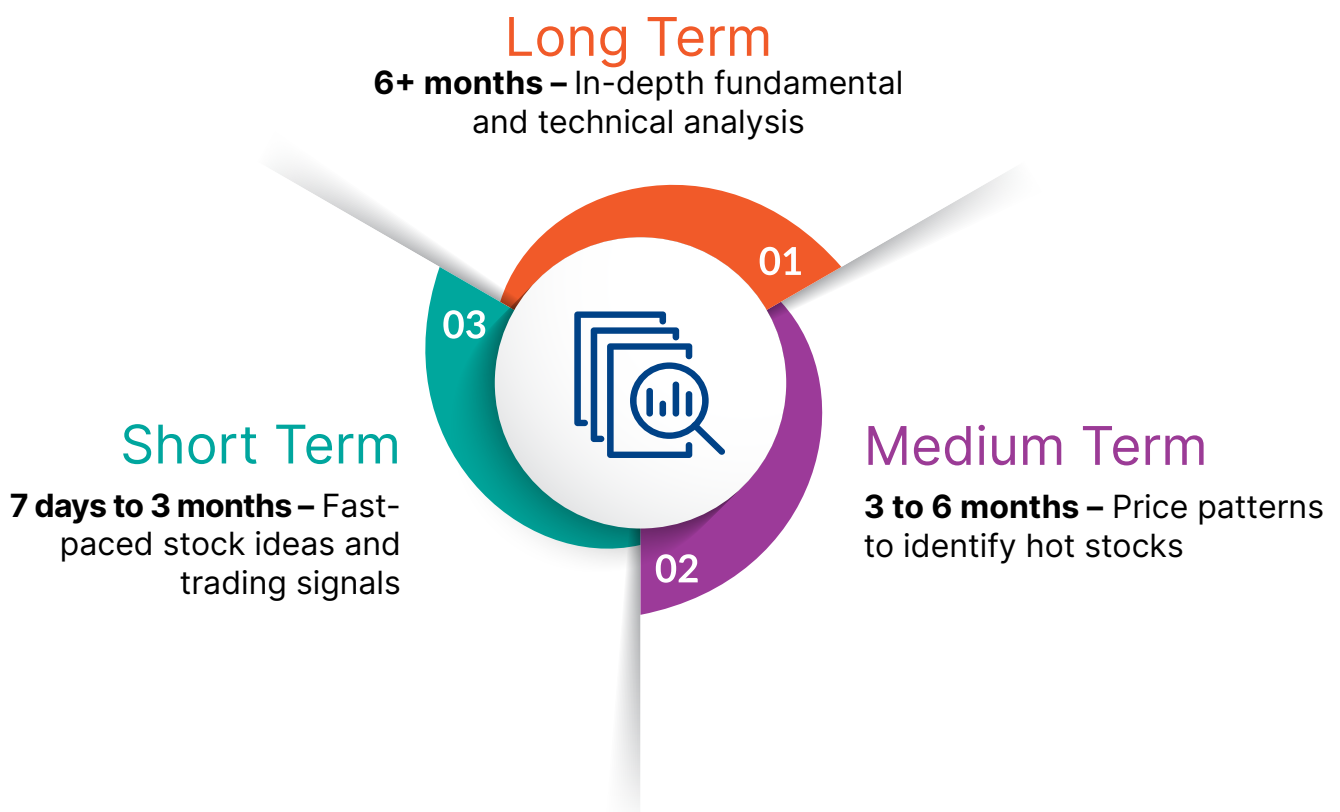 Long Term
6+ months – In-depth fundamental
and technical analysis
01
03
Short Term
7 days to 3 months – Fast-
paced stock ideas and
trading signals
Medium Term
3 to 6 months – Price patterns
to identify hot stocks
02